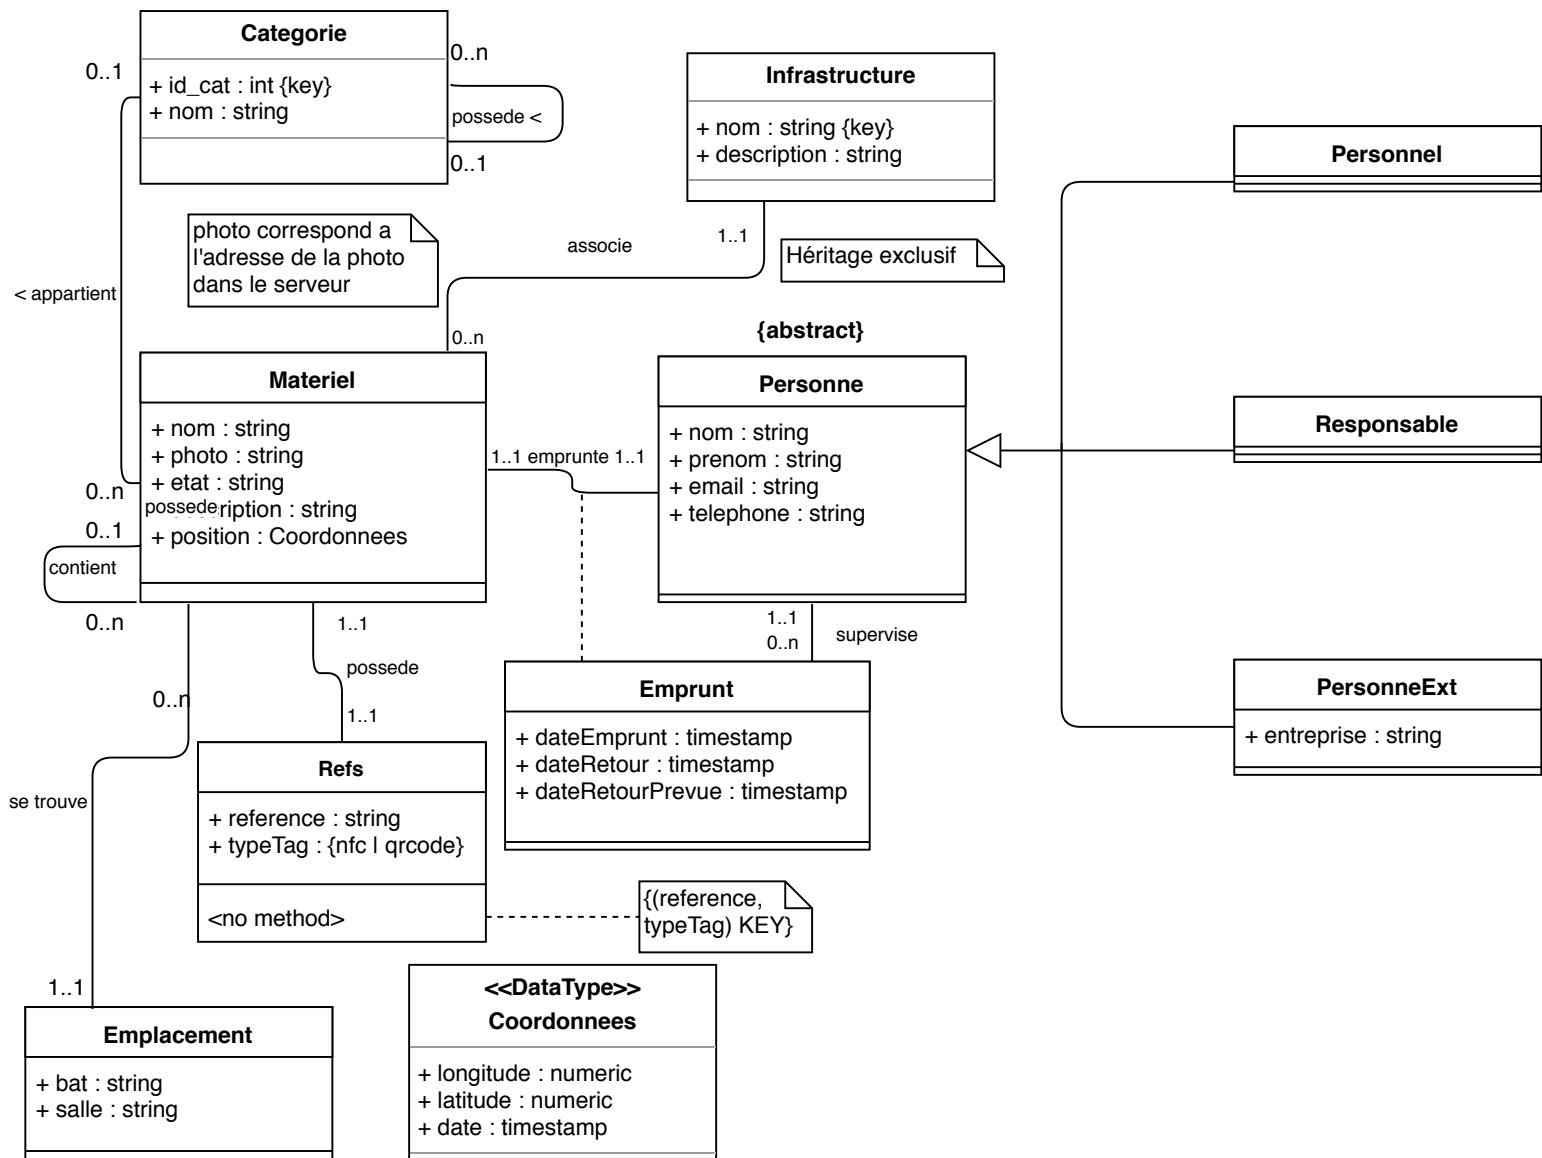 Categorie
+ id_cat : int {key}
+ nom : string
0..1
0..n
possede <
0..1
Infrastructure
+ nom : string {key}
+ description : string
Personnel
photo correspond a
l'adresse de la photo
dans le serveur
associe
1..1
Héritage exclusif
< appartient
0..n
{abstract}
Materiel
+ nom : string
+ photo : string
+ etat : string
possede ription : string
+ position : Coordonnees
Personne
+ nom : string
+ prenom : string
+ email : string
+ telephone : string
1..1 emprunte 1..1
Responsable
0..n
0..1
contient
0..n
1..1
possede
1..1
0..n
1..1
0..n
supervise
Emprunt
+ dateEmprunt : timestamp
+ dateRetour : timestamp
+ dateRetourPrevue : timestamp
PersonneExt
+ entreprise : string
Refs
+ reference : string
+ typeTag : {nfc | qrcode}
<no method>
{(reference,
typeTag) KEY}
se trouve
1..1
Emplacement
+ bat : string
+ salle : string
<<DataType>>
Coordonnees
+ longitude : numeric
+ latitude : numeric
+ date : timestamp